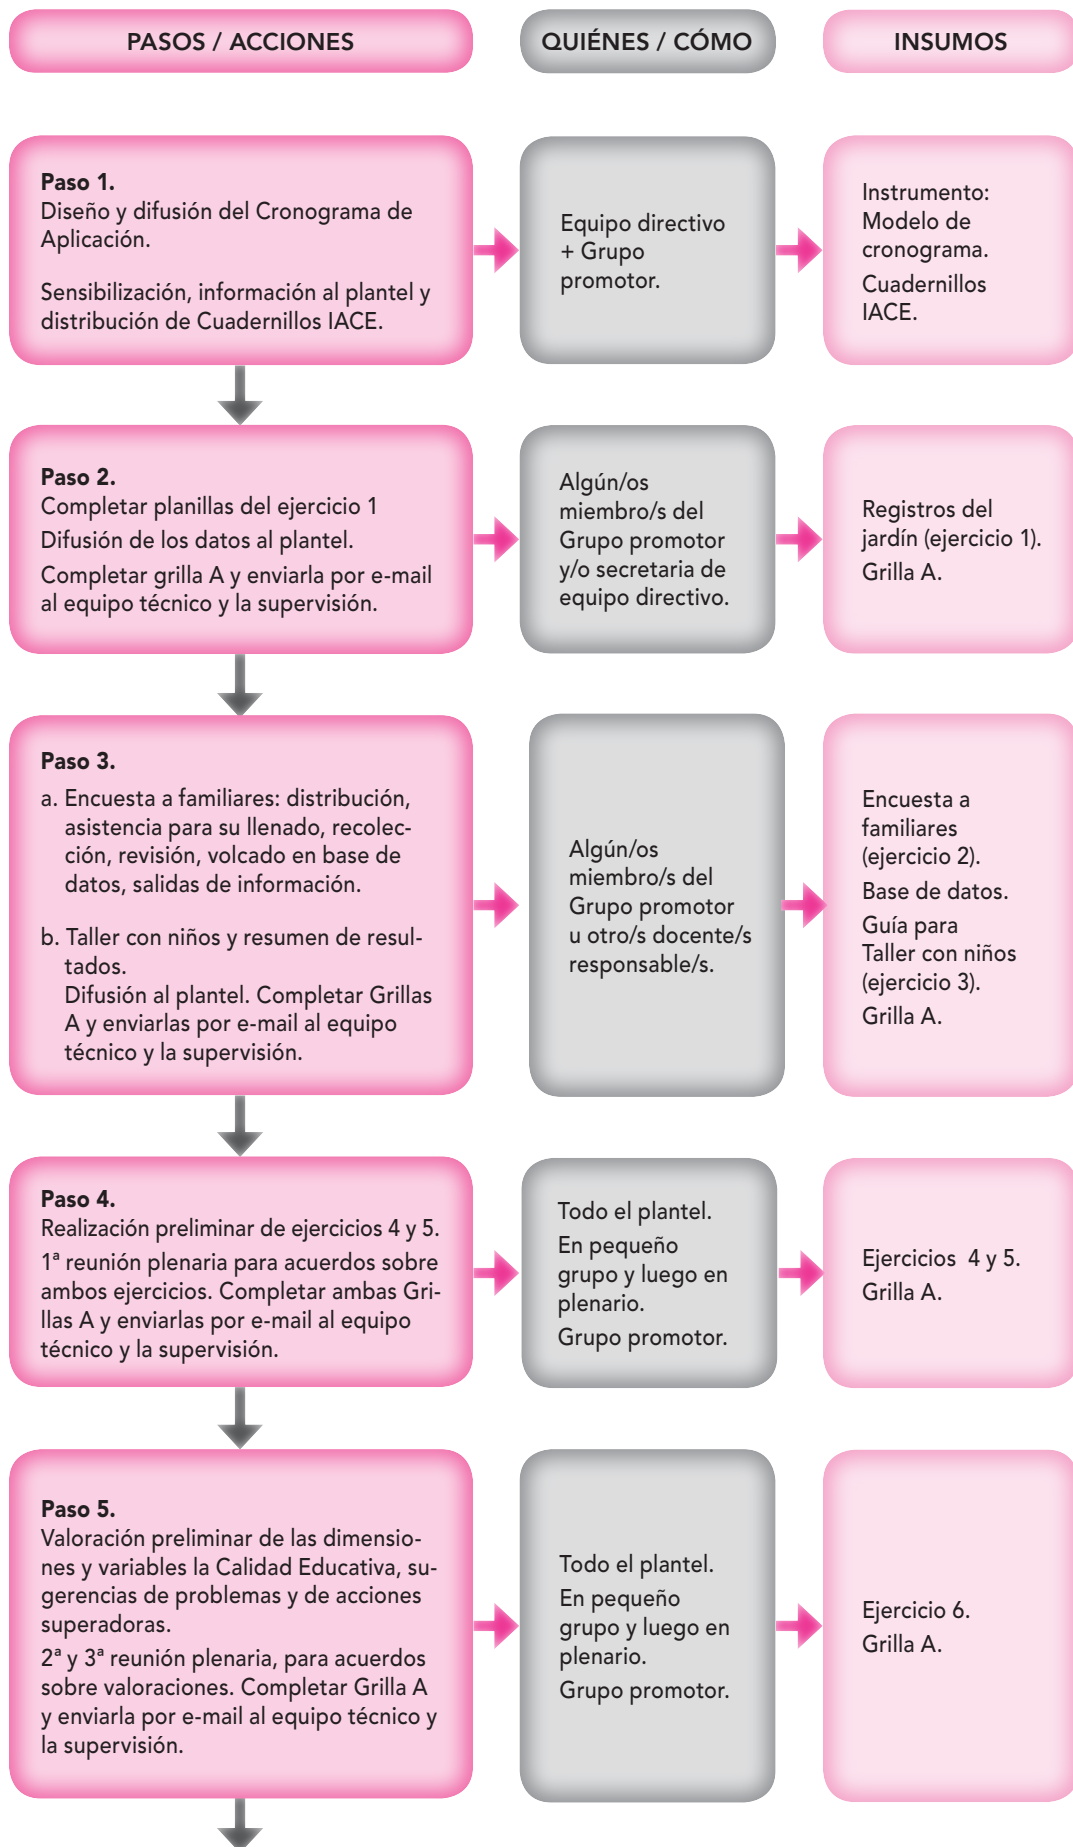 PASOS / ACCIONES
QUIÉNES / CÓMO
INSUMOS
Paso 1.
Diseño y difusión del Cronograma de
Aplicación.
Sensibilización, información al plantel y
distribución de Cuadernillos IACE.
Equipo directivo
+ Grupo
promotor.
Instrumento:
Modelo de
cronograma.
Cuadernillos
IACE.
Paso 2.
Completar planillas del ejercicio 1
Difusión de los datos al plantel.
Completar grilla A y enviarla por e-mail
al equipo técnico y la supervisión.
Algún/os
miembro/s del
Grupo promotor
y/o secretaria de
equipo directivo.
Registros del
jardín (ejercicio 1).
Grilla A.
Paso 3.
a. Encuesta a familiares: distribución,
asistencia para su llenado, recolec-
ción, revisión, volcado en base de
datos, salidas de información.
b. Taller con niños y resumen de resul-
tados.
Difusión al plantel. Completar Grillas
A y enviarlas por e-mail al equipo
técnico y la supervisión.
Algún/os
miembro/s del
Grupo promotor
u otro/s docente/s
responsable/s.
Encuesta a
familiares
(ejercicio 2).
Base de datos.
Guía para
Taller con niños
(ejercicio 3).
Grilla A.
Paso 4.
Realización preliminar de ejercicios 4 y 5.
1ª reunión plenaria para acuerdos sobre
ambos ejercicios. Completar ambas Gri-
llas A y enviarlas por e-mail al equipo
técnico y la supervisión.
Todo el plantel.
En pequeño
grupo y luego en
plenario.
Grupo promotor.
Ejercicios 4 y 5.
Grilla A.
Paso 5.
Valoración preliminar de las dimensio-
nes y variables la Calidad Educativa, su-
gerencias de problemas y de acciones
superadoras.
2ª y 3ª reunión plenaria, para acuerdos
sobre valoraciones. Completar Grilla A
y enviarla por e-mail al equipo técnico y
la supervisión.
Todo el plantel.
En pequeño
grupo y luego en
plenario.
Grupo promotor.
Ejercicio 6.
Grilla A.